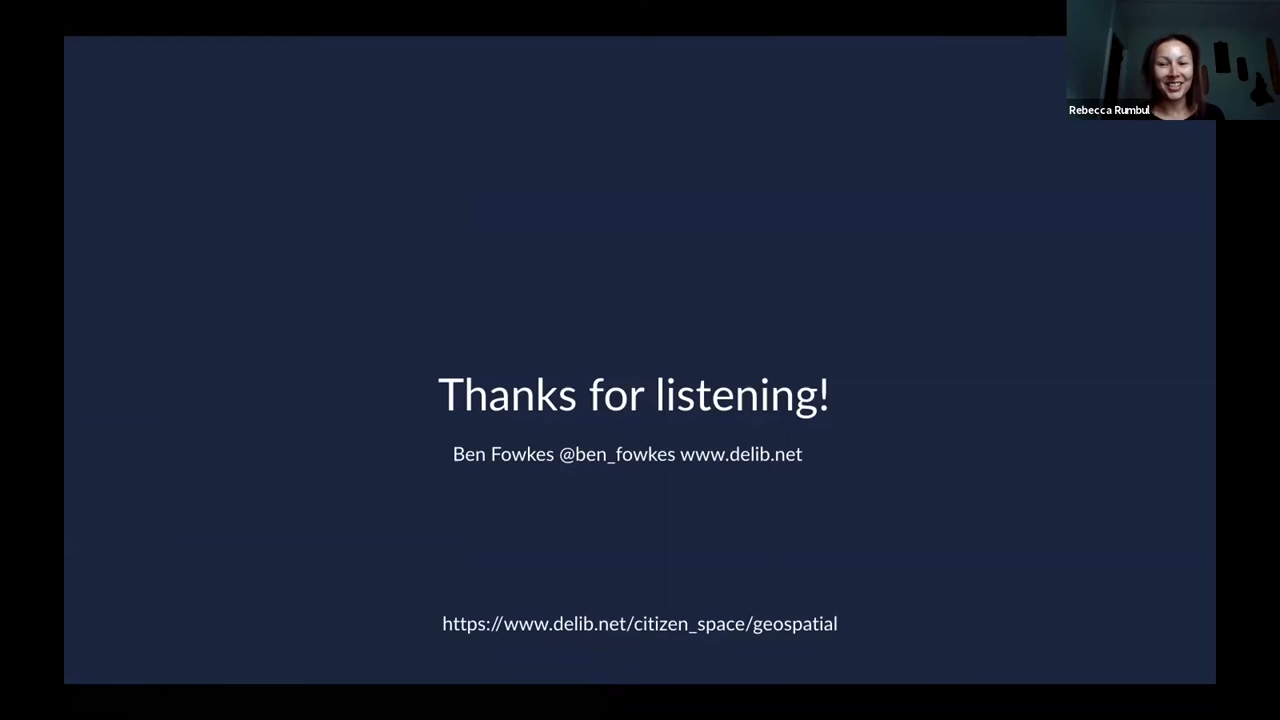 Rebecca Rumbul
Thanks for listening!
Ben Fowkes @ben_fowkes www.delib.net
https://www.delib.net/citizen_space/geospatial